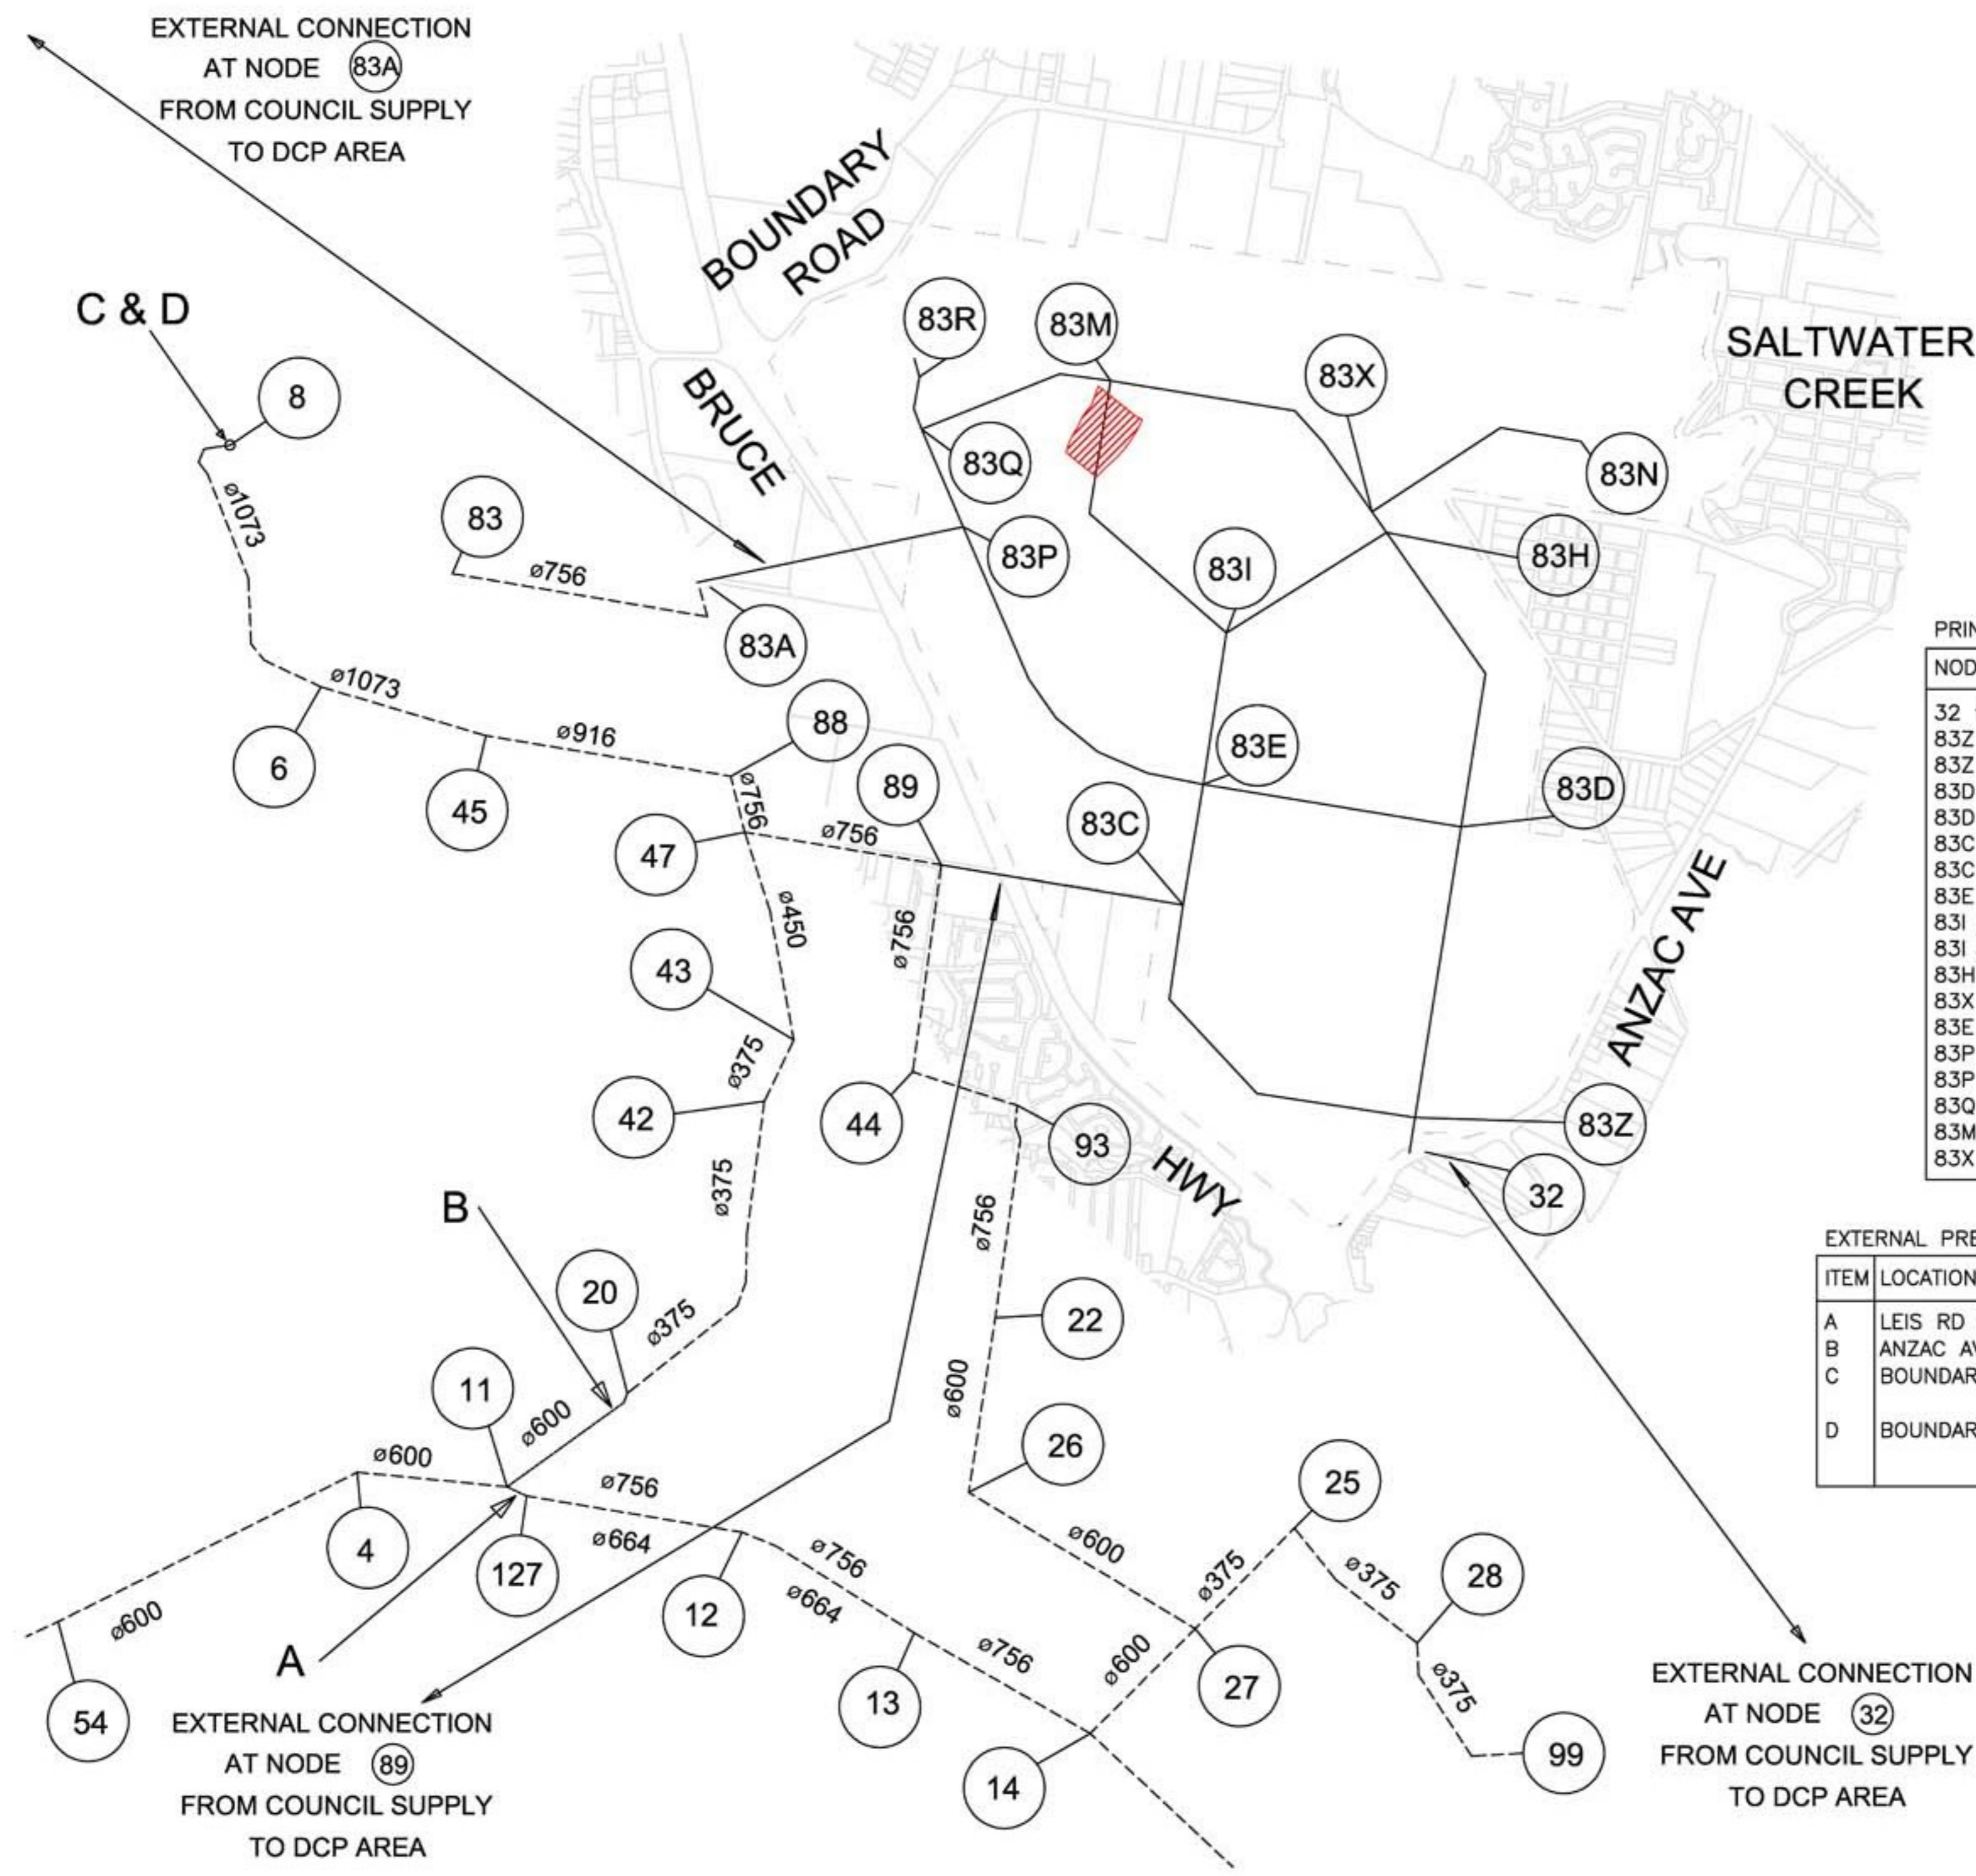 EXTERNAL CONNECTION
AT NODE 83A
FROM COUNCIL SUPPLY
TO DCP AREA
BOUNDARY
ROAD
C & D
83R
83M
83X
SALTWATER
CREEK
8
BRUCE
83Q
83N
ø1073
83
83P
83I
83H
ø756
83A
ø1073
6
ø916
88
45
ø756
89
83E
83D
47
ø756
83C
ø450
ø756
43
ANZAC AVE
ø375
42
44
93
83Z
HWY
32
ø375
B
ø756
20
22
ø375
11
ø600
ø600
ø600
26
25
ø756
4
127
ø664
ø756
ø600
ø375
ø375
28
12
ø664
ø600
54
A
13
ø756
ø600
27
ø375
99
14
EXTERNAL CONNECTION
AT NODE 89
FROM COUNCIL SUPPLY
TO DCP AREA
EXTERNAL CONNECTION
AT NODE 32
FROM COUNCIL SUPPLY
TO DCP AREA
PRIN
NOD
32
83Z
83Z
83D
83D
83C
83C
83E
83I
83I
83H
83X
83E
83P
83P
83Q
83M
83X
EXTERNAL PRE
ITEM LOCATION
A LEIS RD
B ANZAC AV
C BOUNDAR
D BOUNDAR